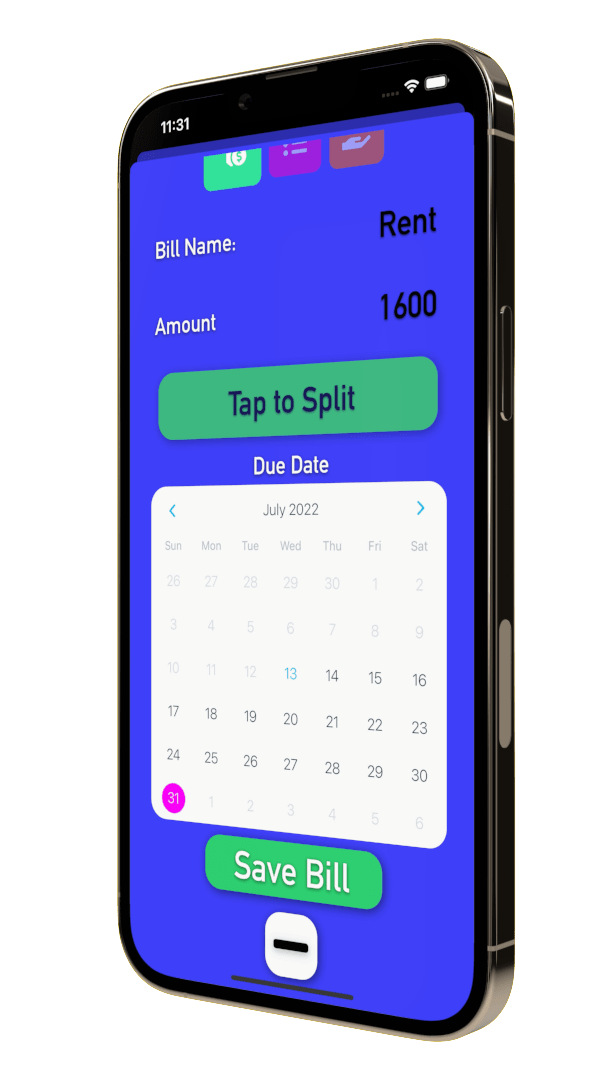 11:31
Bill Name: Rent
Amount 1600
Tap to Split
Due Date
July 2022
Sun Mon Tue Wed Thu Fri Sat
26 27 28 29 30 1 2
3 4 5 6 7 8 9
10 11 12 13 14 15 16
17 18 19 20 21 22 23
24 25 26 27 28 29 30
31 1 2 3 4 5 6
Save Bill